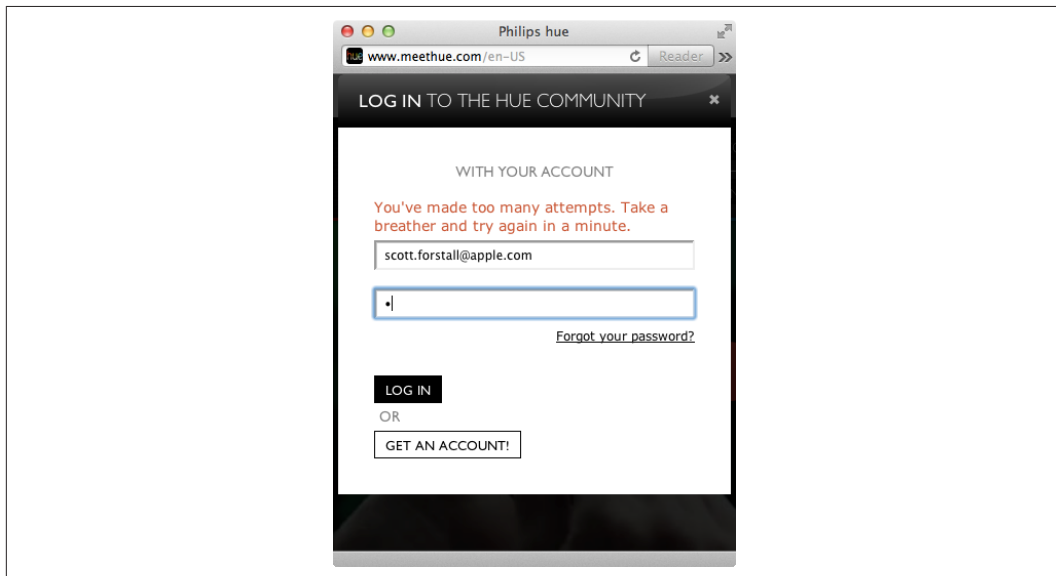 Philips hue
hue www.meethue.com/en-US Reader
LOG IN TO THE HUE COMMUNITY
WITH YOUR ACCOUNT
You've made too many attempts. Take a
breather and try again in a minute.
scott.forstall@apple.com
Forgot your password?
LOG IN
OR
GET AN ACCOUNT!